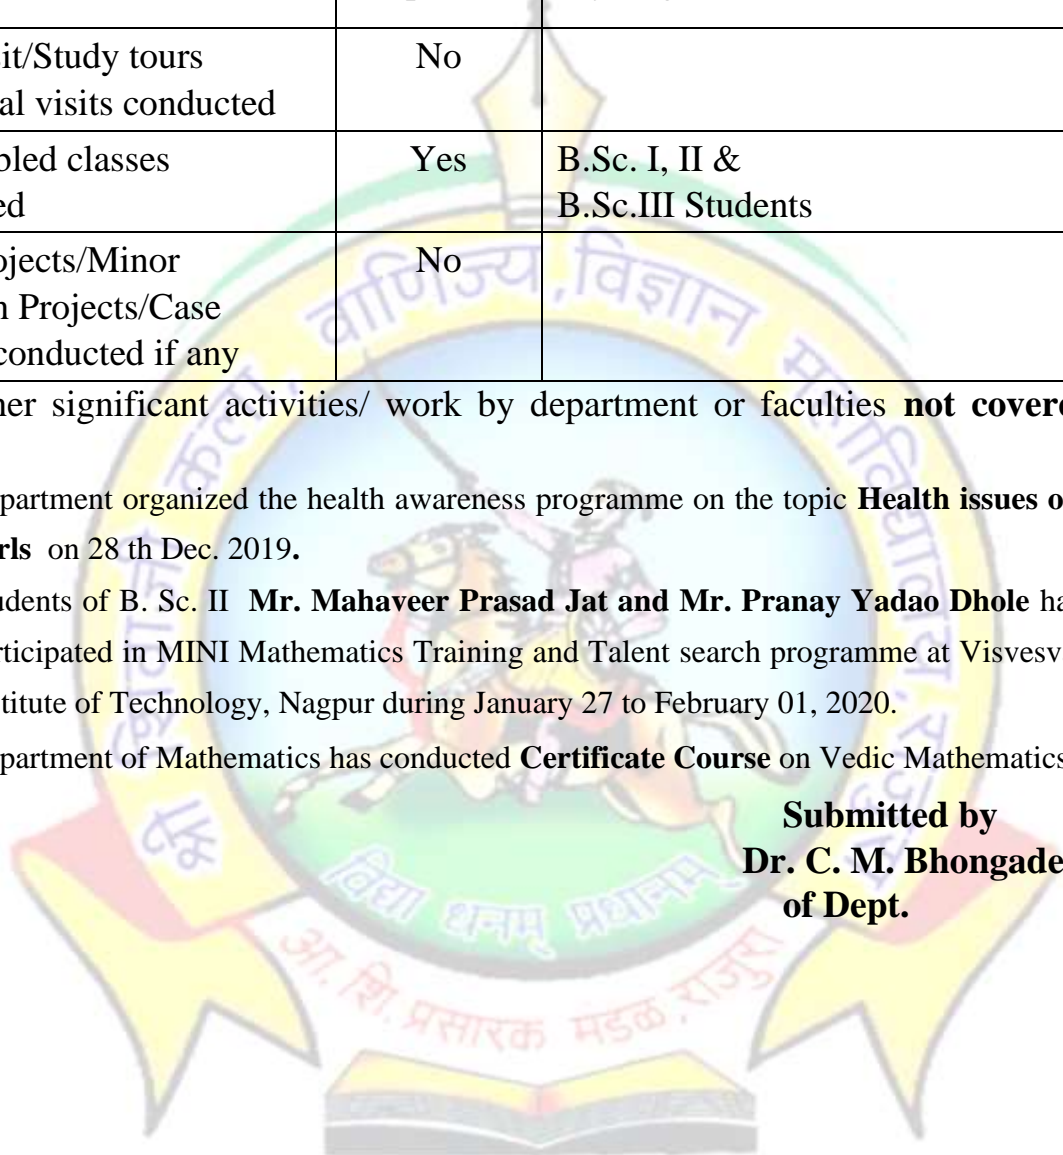 it/Study tours No
al visits conducted
bled classes Yes B.Sc. I, II &
ed B.Sc.III Students
ojects/Minor No
n Projects/Case
conducted if any
ner significant activities/ work by department or faculties not covere
partment organized the health awareness programme on the topic Health issues o
rls on 28 th Dec. 2019.
udents of B. Sc. II Mr. Mahaveer Prasad Jat and Mr. Pranay Yadao Dhole ha
rticipated in MINI Mathematics Training and Talent search programme at Visvesv
titute of Technology, Nagpur during January 27 to February 01, 2020.
partment of Mathematics has conducted Certificate Course on Vedic Mathematics
Submitted by
Dr. C. M. Bhongade
of Dept.
श्री शिवाजी कला, वाणिज्य, विज्ञान महाविद्यालय, राजुरा
विद्या धनम् प्रधानम्
आ. शि. प्रसारक मंडळ, राजुरा